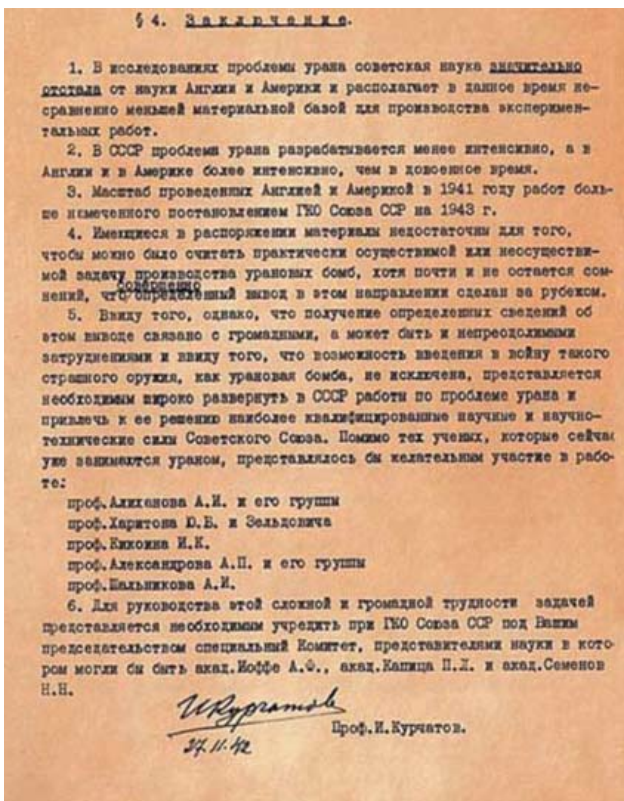 § 4. Заключение.
1. В исследованиях проблемы урана советская наука значительно
отстала от науки Англии и Америки и располагает в данное время не-
сравненно меньшей материальной базой для производства эксперимен-
тальных работ.
2. В СССР проблема урана разрабатывается менее интенсивно, а в
Англии и в Америке более интенсивно, чем в довоенное время.
3. Масштаб проведенных Англией и Америкой в 1941 году работ боль-
ше намеченного постановлением ГКО Союза ССР на 1943 г.
4. Имеющиеся в распоряжении материалы недостаточны для того,
чтобы можно было считать практически осуществимой или неосуществи-
мой задачу производства урановых бомб, хотя почти и не остается сом-
совершенно
нений, что определенный вывод в этом направлении сделан за рубежом.
5. Ввиду того, однако, что получение определенных сведений об
этом выводе связано с громадными, а может быть и непреодолимыми
затруднениями и ввиду того, что возможность введения в войну такого
страшного оружия, как урановая бомба, не исключена, представляется
необходимым широко развернуть в СССР работы по проблеме урана и
привлечь к ее решению наиболее квалифицированные научные и научно-
технические силы Советского Союза. Помимо тех ученых, которые сейчас
уже занимаются ураном, представлялось бы желательным участие в рабо-
те:
проф.Алиханова А.И. и его группы
проф.Харитона Ю.Б. и Зельдовича
проф.Кикоина И.К.
проф.Александрова А.П. и его группы
проф.Шальникова А.И.
6. Для руководства этой сложной и громадной трудности задачей
представляется необходимым учредить при ГКО Союза ССР под Вашим
председательством специальный Комитет, представителями науки в кото-
ром могли бы быть акад.Иоффе А.Ф., акад.Капица П.Л. и акад.Семенов
Н.Н.
ИКурчатов
Проф.И.Курчатов.
27.11.42